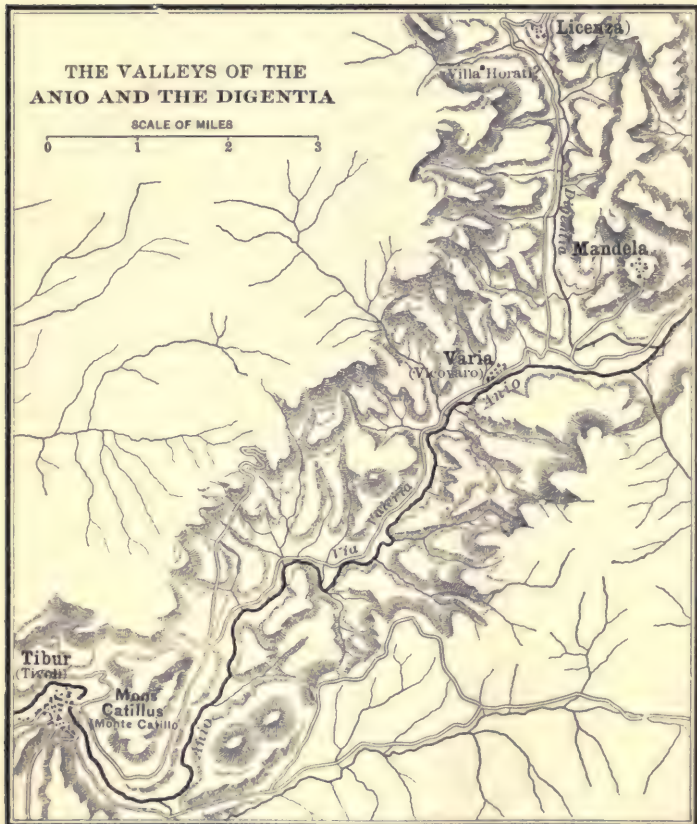 THE VALLEYS OF THE
ANIO AND THE DIGENTIA
SCALE OF MILES
0 1 2 3
(Licenza)
Villa Horati
Digentia
Mandela
Varia
(Vicovaro)
Anio
Via Valeria
Tibur
(Tivoli)
Mons
Catillus
(Monte Catillo)
Anio